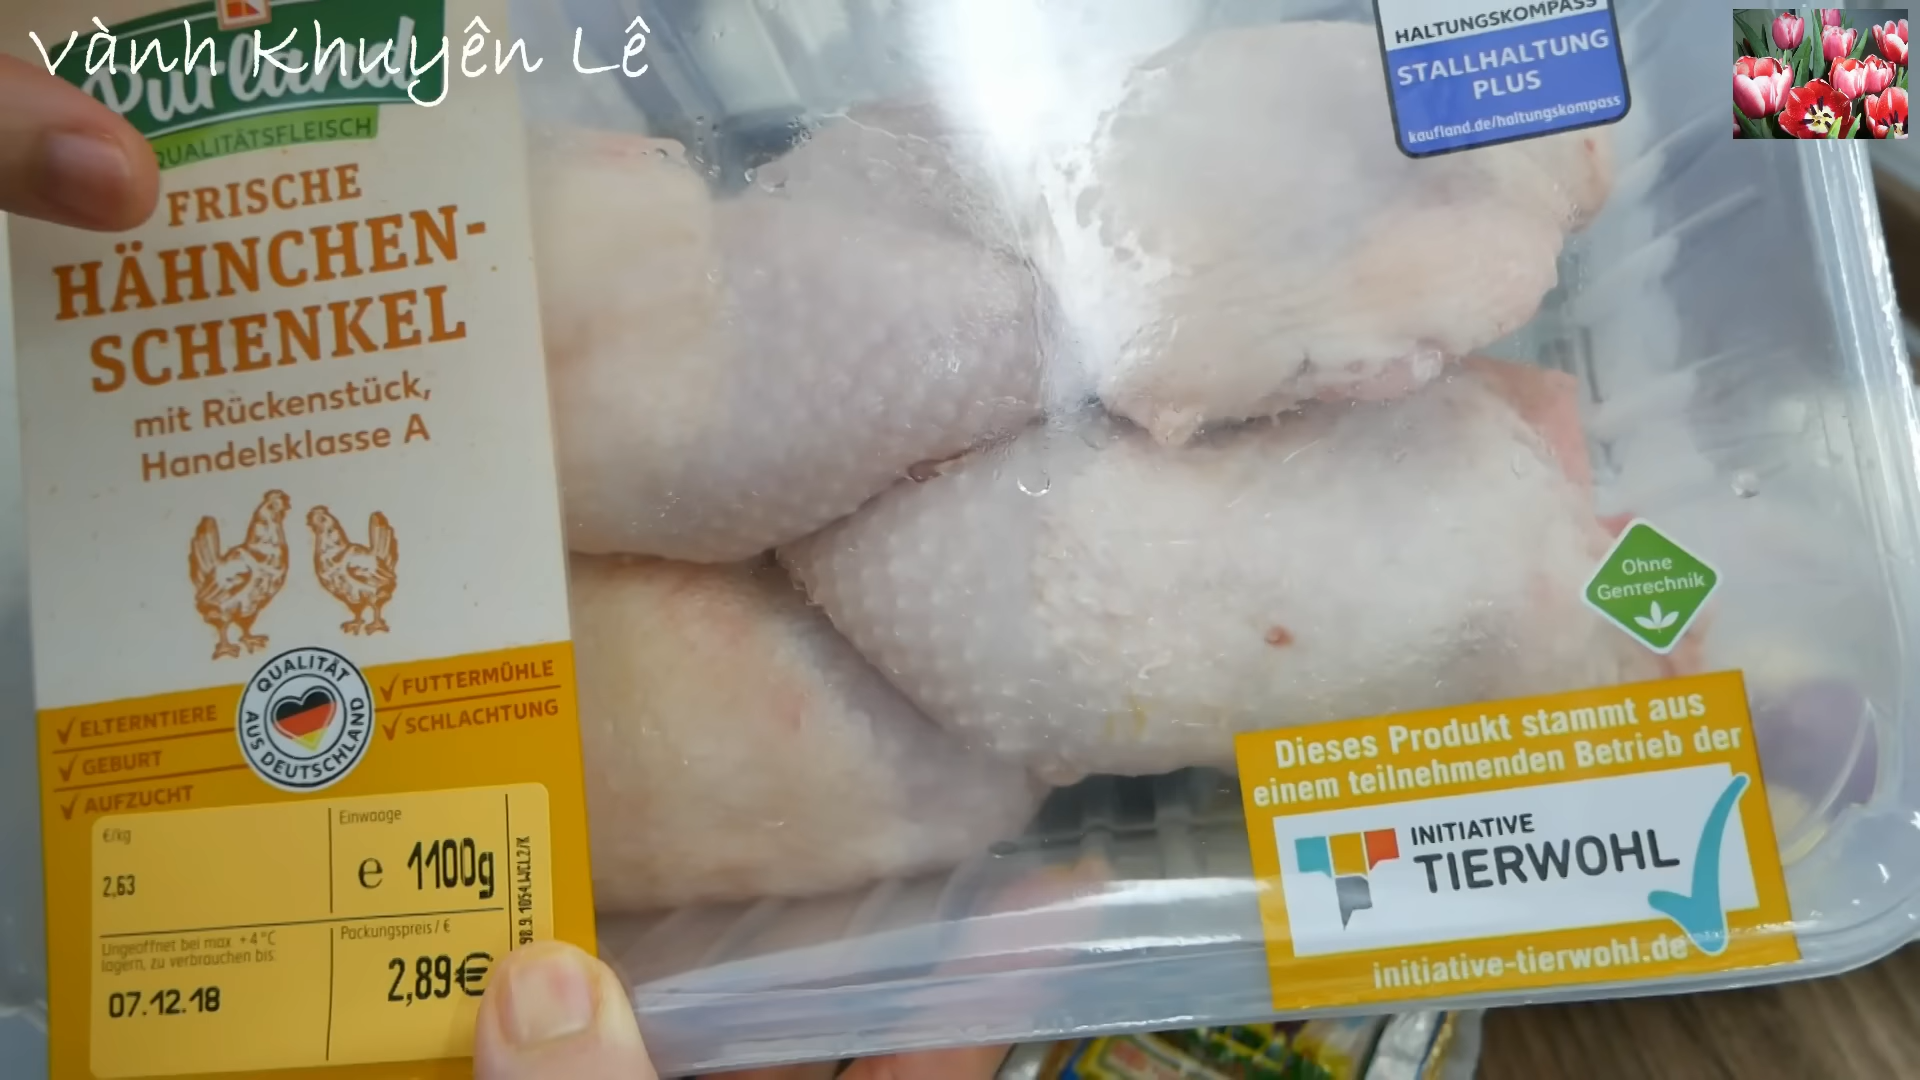 Vành Khuyên Lê
Purland
QUALITÄTSFLEISCH
FRISCHE
HÄHNCHEN-
SCHENKEL
mit Rückenstück,
Handelsklasse A
QUALITÄT
AUS DEUTSCHLAND
✓ ELTERNTIERE
✓ GEBURT
✓ AUFZUCHT
✓ FUTTERMÜHLE
✓ SCHLACHTUNG
€/kg
2,63
Einwaage
e 1100g
Ungeöffnet bei max. +4°C
lagern, zu verbrauchen bis:
07.12.18
Packungspreis / €
2,89€
HALTUNGSKOMPASS
STALLHALTUNG
PLUS
kaufland.de/haltungskompass
Ohne
GenTechnik
Dieses Produkt stammt aus
einem teilnehmenden Betrieb der
INITIATIVE
TIERWOHL
initiative-tierwohl.de